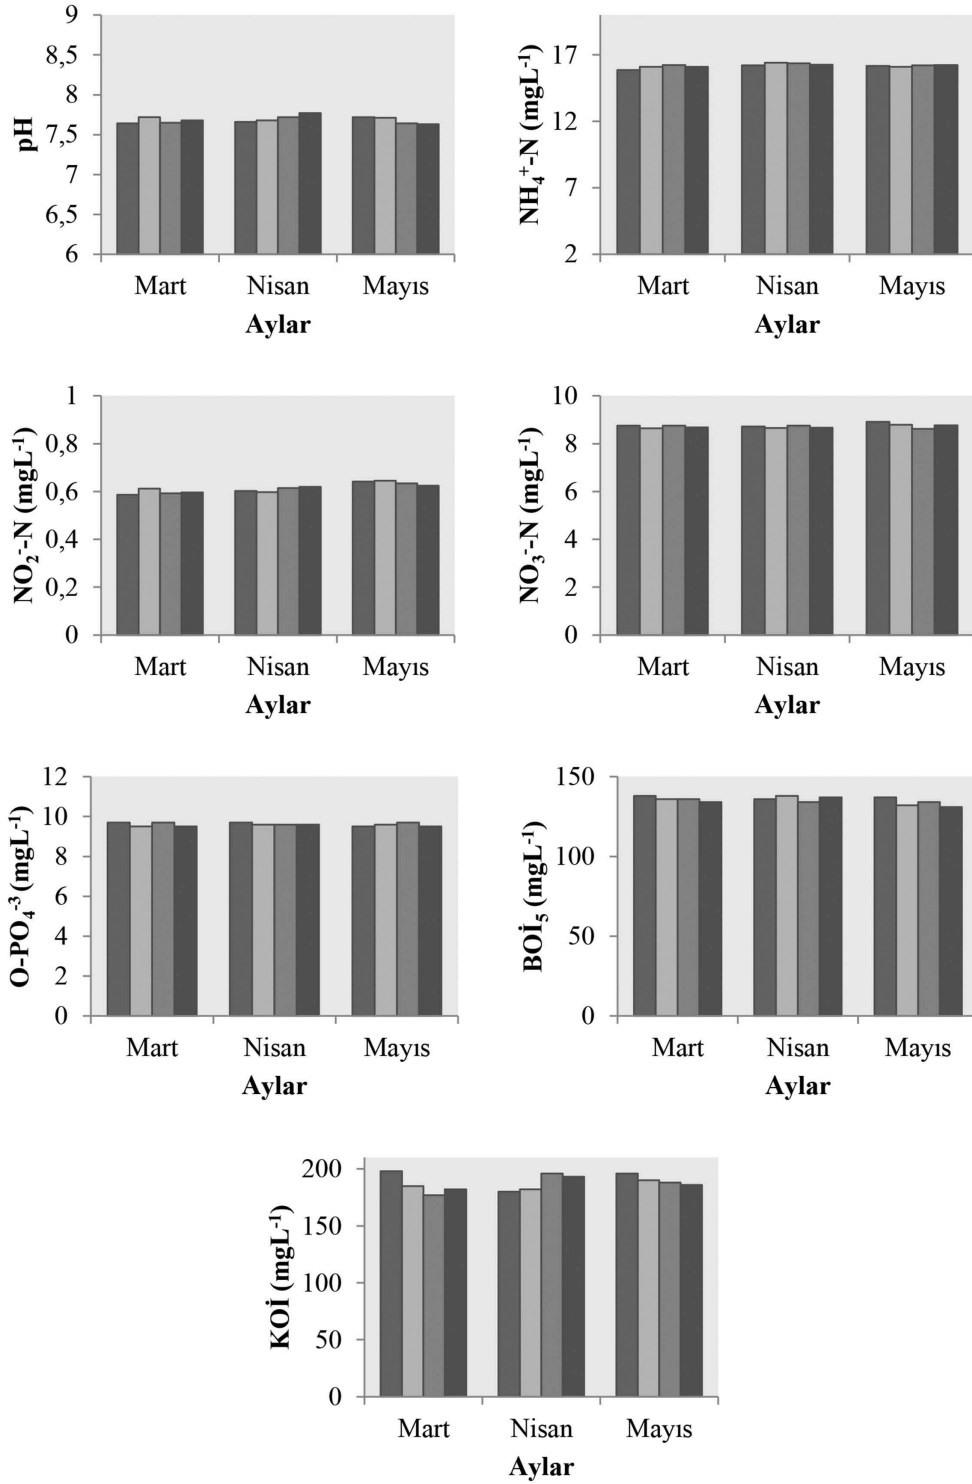 pH
9
8,5
8
7,5
7
6,5
6
Mart Nisan Mayıs
Aylar
NH₄⁺-N (mgL⁻¹)
17
12
7
2
Mart Nisan Mayıs
Aylar
NO₂⁻-N (mgL⁻¹)
1
0,8
0,6
0,4
0,2
0
Mart Nisan Mayıs
Aylar
NO₃⁻-N (mgL⁻¹)
10
8
6
4
2
0
Mart Nisan Mayıs
Aylar
O-PO₄⁻³ (mgL⁻¹)
12
10
8
6
4
2
0
Mart Nisan Mayıs
Aylar
BOİ₅ (mgL⁻¹)
150
100
50
0
Mart Nisan Mayıs
Aylar
KOİ (mgL⁻¹)
200
150
100
50
0
Mart Nisan Mayıs
Aylar